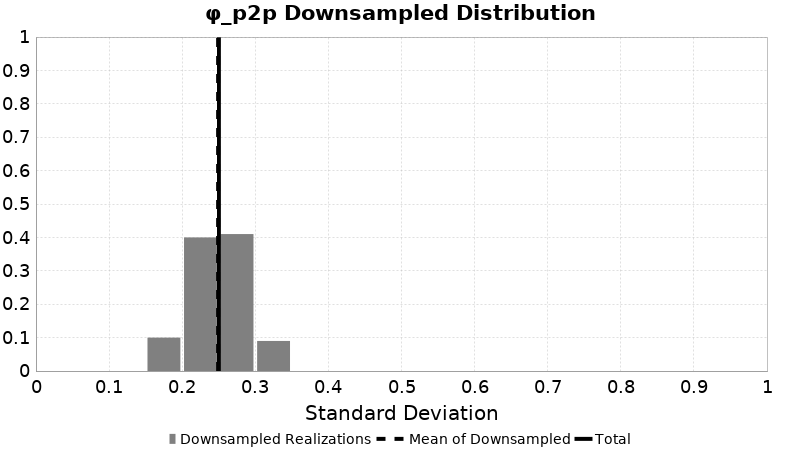 φ_p2p Downsampled Distribution
1
0.9
0.8
0.7
0.6
0.5
0.4
0.3
0.2
0.1
0
0 0.1 0.2 0.3 0.4 0.5 0.6 0.7 0.8 0.9 1
Standard Deviation
Downsampled Realizations Mean of Downsampled Total